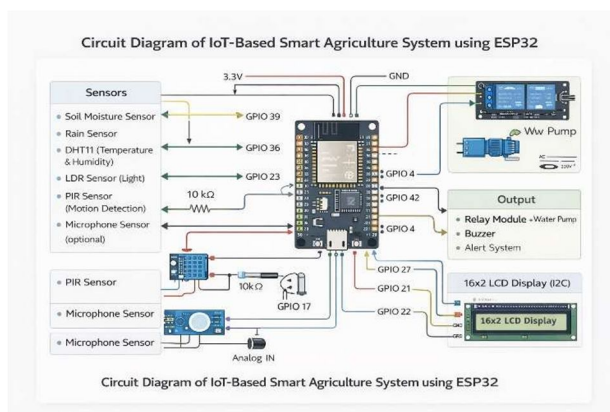 Circuit Diagram of IoT-Based Smart Agriculture System using ESP32
3.3V
GND
Sensors
Soil Moisture Sensor
GPIO 39
Rain Sensor
DHT11 (Temperature
& Humidity)
GPIO 36
LDR Sensor (Light)
GPIO 23
PIR Sensor
(Motion Detection)
10 kΩ
Microphone Sensor
(optional)
Ww Pump
AC
GPIO 4
GPIO 42
GPIO 4
Output
Relay Module
Water Pump
Buzzer
Alert System
PIR Sensor
10kΩ
GPIO 17
GPIO 27
GPIO 21
GPIO 22
16x2 LCD Display (I2C)
16x2 LCD Display
Microphone Sensor
Microphone Sensor
Analog IN
Circuit Diagram of IoT-Based Smart Agriculture System using ESP32